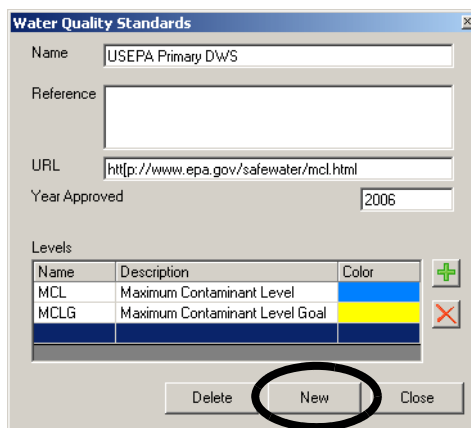 Water Quality Standards
Name USEPA Primary DWS
Reference
URL htt[p://www.epa.gov/safewater/mcl.html
Year Approved 2006
Levels
Name Description Color
MCL Maximum Contaminant Level
MCLG Maximum Contaminant Level Goal
Delete New Close